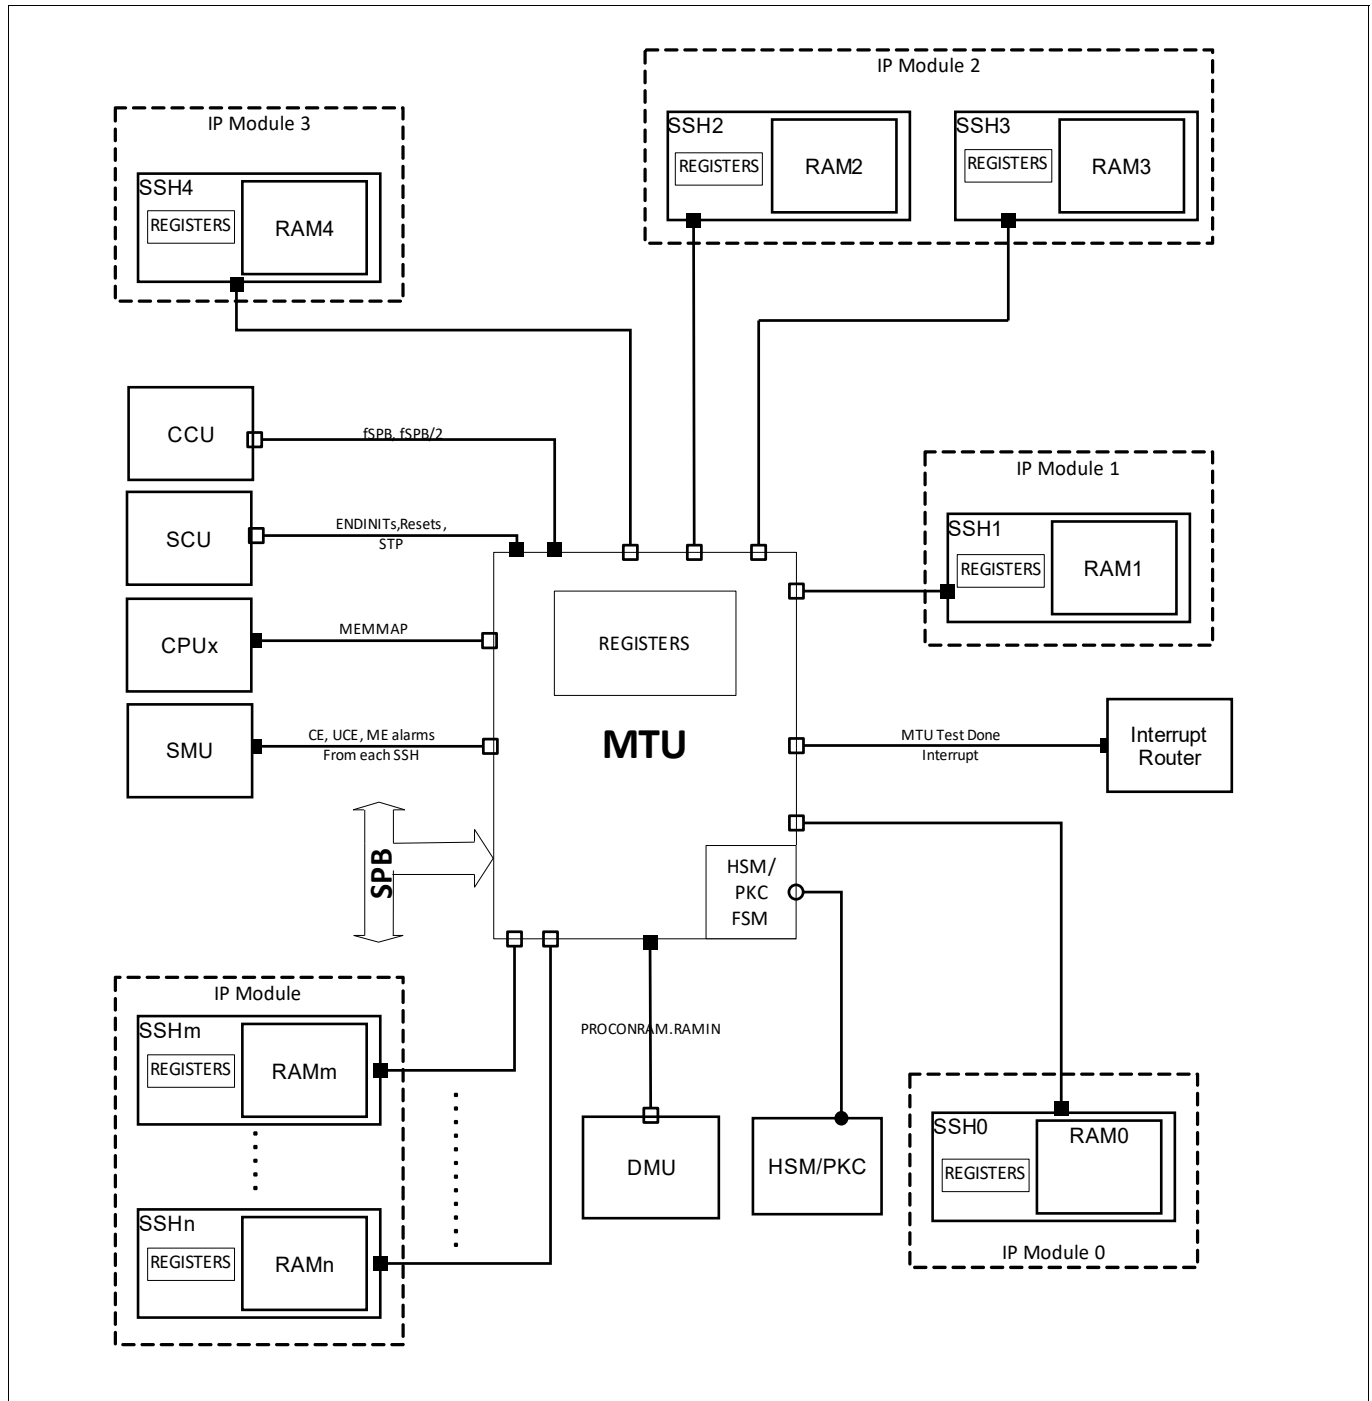 IP Module 2
SSH2
REGISTERS
RAM2
SSH3
REGISTERS
RAM3
IP Module 3
SSH4
REGISTERS
RAM4
CCU
fSPB, fSPB/2
SCU
ENDINITs,Resets,
STP
CPUx
MEMMAP
SMU
CE, UCE, ME alarms
From each SSH
IP Module 1
SSH1
REGISTERS
RAM1
REGISTERS
MTU
MTU Test Done
Interrupt
Interrupt
Router
SPB
HSM/
PKC
FSM
IP Module
SSHm
REGISTERS
RAMm
SSHn
REGISTERS
RAMn
PROCONRAM.RAMIN
DMU
HSM/PKC
SSH0
REGISTERS
RAM0
IP Module 0